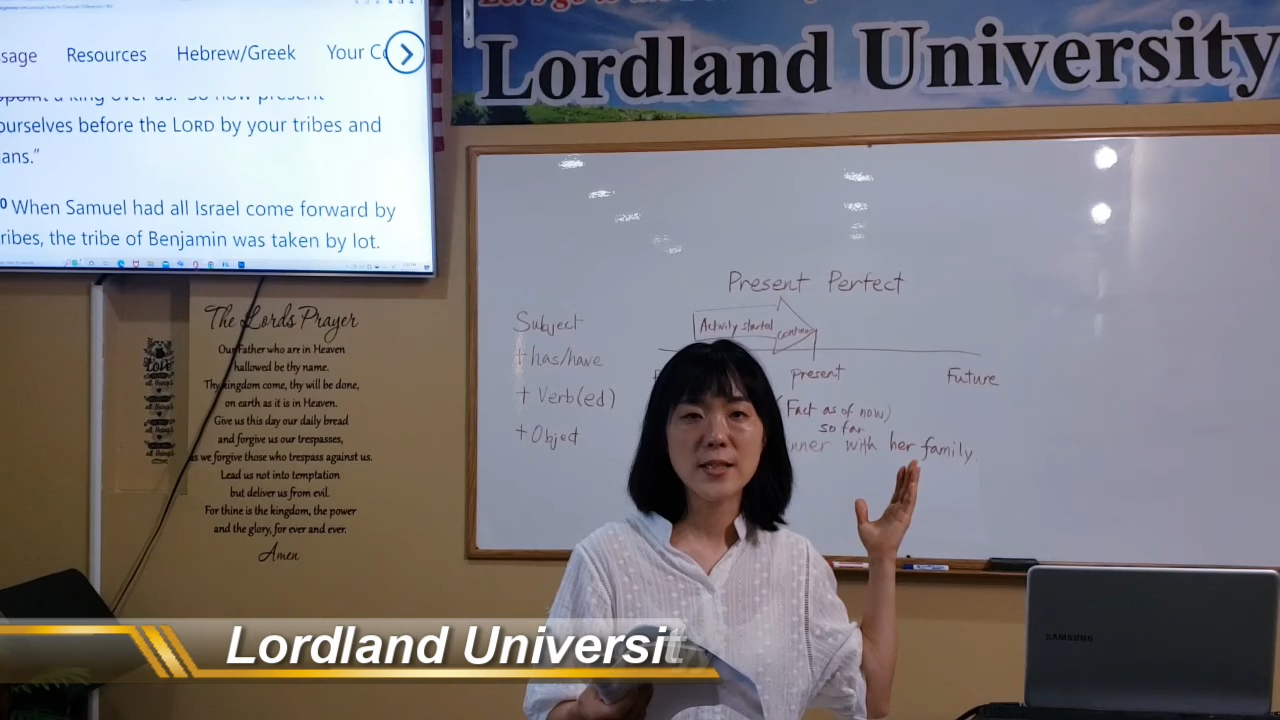 Resources Hebrew/Greek Your
ourselves before the LORD by your tribes and
When Samuel had all Israel come forward by
ribes, the tribe of Benjamin was taken by lot.
Lordland University
Present Perfect
Activity started continue
Subject
+ has/have
+ Verb(ed)
+ Object
present
Future
(Fact as of now)
so far
with her family.
The Lords Prayer
Our Father who are in Heaven
hallowed be thy name.
Thy kingdom come, thy will be done,
on earth as it is in Heaven.
Give us this day our daily bread
and forgive us our trespasses,
as we forgive those who trespass against us.
Lead us not into temptation
but deliver us from evil.
For thine is the kingdom, the power
and the glory, for ever and ever.
Amen
Love
SAMSUNG
Lordland Universit